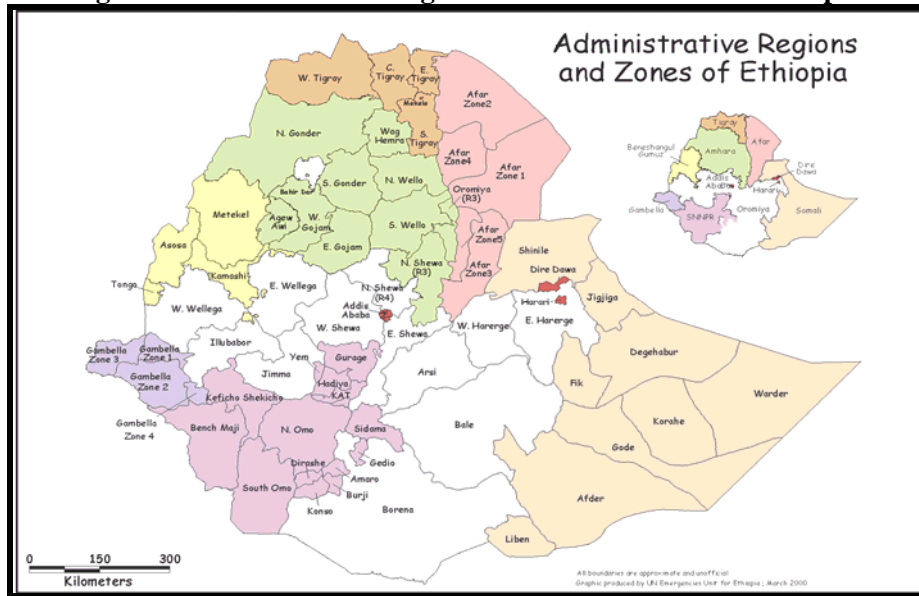 Administrative Regions
and Zones of Ethiopia
W. Tigray
C.
Tigray
E.
Tigray
Mekele
S.
Tigray
Afar
Zone2
N. Gonder
Wag
Hemra
Afar
Zone4
Afar
Zone 1
Bahir Dar
S. Gonder
N. Wello
Oromiya
(R3)
Metekel
Agew
Awi
W.
Gojam
S. Wello
Afar
Zone5
Asosa
E. Gojam
N. Shewa
(R3)
Afar
Zone3
Shinile
Tongo
Kamashi
E. Wellega
N. Shewa
(R4)
Dire Dawa
W. Wellega
Addis
Ababa
Harari
Jigjiga
W. Shewa
E. Shewa
W. Harerge
E. Harerge
Illubabor
Gambella
Zone 3
Gambella
Zone 1
Yem
Gurage
Degehabur
Gambella
Zone 2
Jimma
Hadiya
Arsi
Fik
Warder
Keficho Shekicho
KAT
Gambella
Zone 4
Bench Maji
N. Omo
Sidama
Bale
Korahe
Gode
Gedio
Dirashe
Amaro
South Omo
Burji
Konso
Borena
Afder
Liben
Tigray
Beneshangul
Gumuz
Amhara
Afar
Dire
Dawa
Addis
Ababa
Harari
Gambella
SNNPR
Oromiya
Somali
0 150 300
Kilometers
All boundaries are approximate and unofficial
Graphic produced by UN Emergencies Unit for Ethiopia ; March 2000